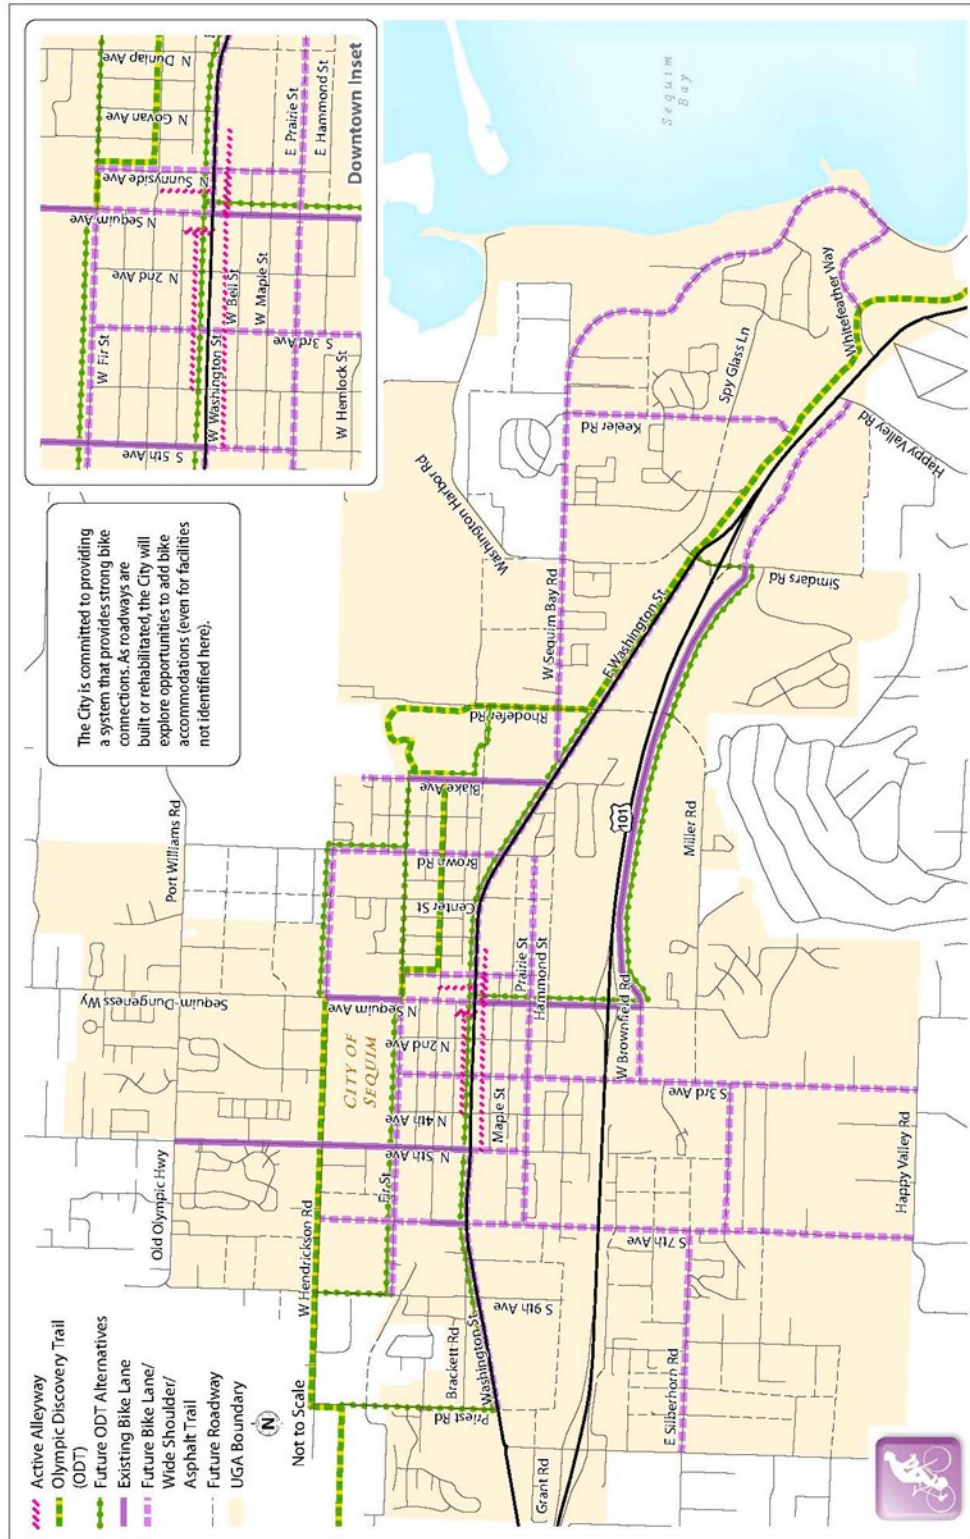 Active Alleyway
Olympic Discovery Trail
(ODT)
Future ODT Alternatives
Existing Bike Lane
Future Bike Lane/
Wide Shoulder/
Asphalt Trail
Future Roadway
UGA Boundary
N
Not to Scale
The City is committed to providing
a system that provides strong bike
connections. As roadways are
built or rehabilitated, the City will
explore opportunities to add bike
accommodations (even for facilities
not identified here).
W Fir St
S 5th Ave
N 2nd Ave
N Sequim Ave
N Sunnyside Ave
N Govan Ave
N Dunlap Ave
W Washington St
W Bell St
W Maple St
S 3rd Ave
W Hemlock St
E Prairie St
E Hammond St
Downtown Inset
Old Olympic Hwy
Port Williams Rd
Sequim-Dungeness Wy
W Hendrickson Rd
CITY OF
SEQUIM
Fir St
N 5th Ave
N 4th Ave
N 2nd Ave
N Sequim Ave
Center St
Brown Rd
Blake Ave
Rhodefer Rd
Washington Harbor Rd
W Sequim Bay Rd
Keeler Rd
Spy Glass Ln
Whitefeather Way
Sequim
Bay
Priest Rd
Brackett Rd
Washington St
S 9th Ave
Maple St
Prairie St
Hammond St
E Washington St
101
W Brownfield Rd
Miller Rd
Simdars Rd
Happy Valley Rd
Grant Rd
E Silberhorn Rd
S 7th Ave
S 3rd Ave
Happy Valley Rd